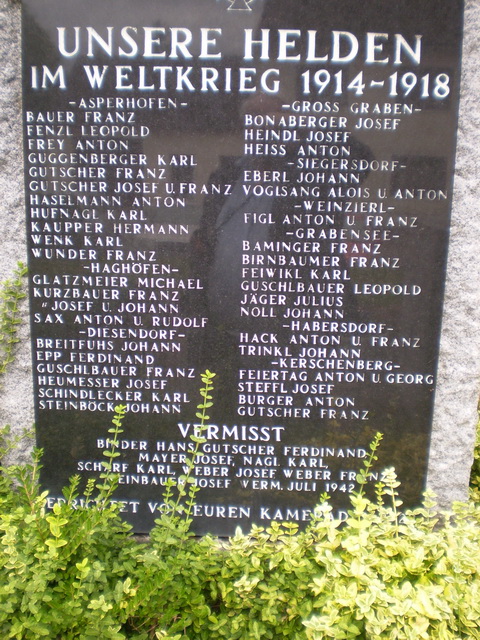 UNSERE HELDEN
IM WELTKRIEG 1914-1918
-ASPERHOFEN-
BAUER FRANZ
FENZL LEOPOLD
FREY ANTON
GUGGENBERGER KARL
GUTSCHER FRANZ
GUTSCHER JOSEF U. FRANZ
HASELMANN ANTON
HUFNAGL KARL
KAUPPER HERMANN
WENK KARL
WUNDER FRANZ
-HAGHÖFEN-
GLATZMEIER MICHAEL
KURZBAUER FRANZ
" JOSEF U. JOHANN
SAX ANTON U. RUDOLF
-DIESENDORF-
BREITFUHS JOHANN
EPP FERDINAND
GUSCHLBAUER FRANZ
HEUMESSER JOSEF
SCHINDLECKER KARL
STEINBÖCK JOHANN
-GROSS GRABEN-
BONABERGER JOSEF
HEINDL JOSEF
HEISS ANTON
-SIEGERSDORF-
EBERL JOHANN
VOGLSANG ALOIS U. ANTON
-WEINZIERL-
FIGL ANTON U. FRANZ
-GRABENSEE-
BAMINGER FRANZ
BIRNBAUMER FRANZ
FEIWIKL KARL
GUSCHLBAUER LEOPOLD
JÄGER JULIUS
NOLL JOHANN
-HABERSDORF-
HACK ANTON U. FRANZ
TRINKL JOHANN
-KERSCHENBERG-
FEIERTAG ANTON U. GEORG
STEFFL JOSEF
BURGER ANTON
GUTSCHER FRANZ
VERMISST
BINDER HANS, GUTSCHER FERDINAND
MAYER JOSEF, NAGL KARL,
SCHARF KARL, WEBER JOSEF WEBER FRANZ
JOSEF VERM. JULI 1942
EUREN